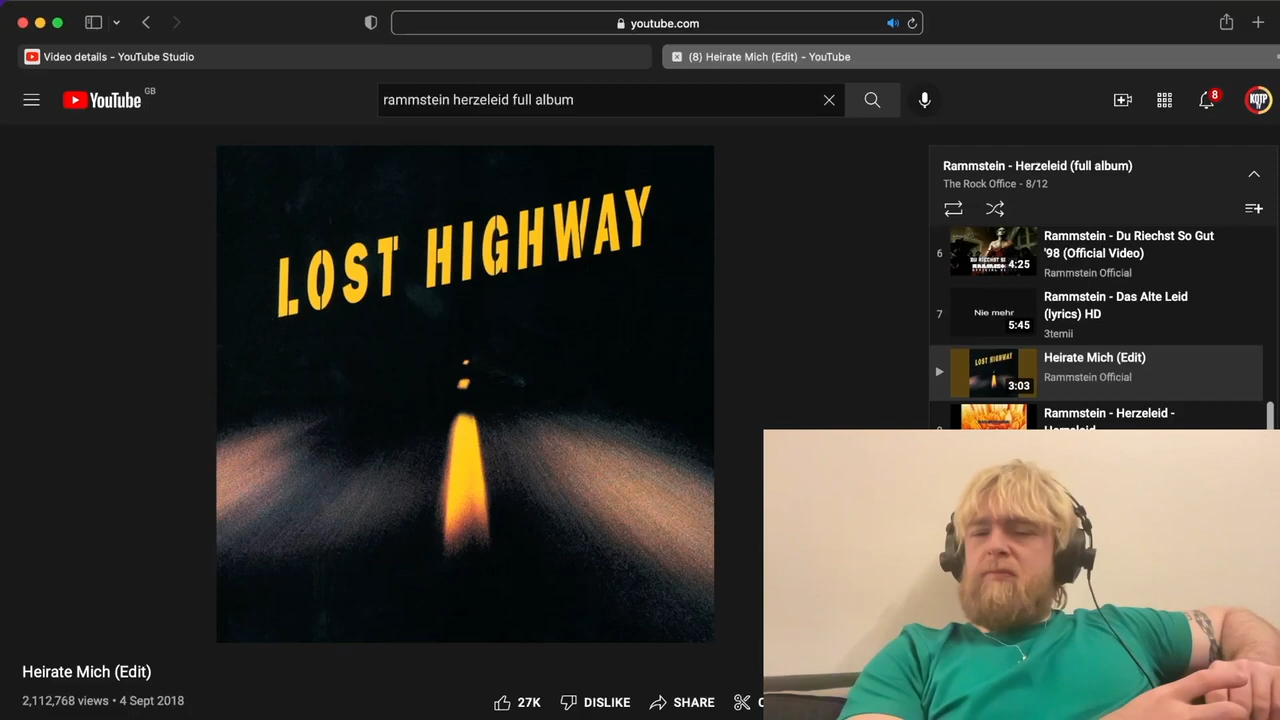 youtube.com
Video details - YouTube Studio
(8) Heirate Mich (Edit) - YouTube
YouTube GB
rammstein herzeleid full album
8
KOTP
LOST HIGHWAY
Rammstein - Herzeleid (full album)
The Rock Office - 8/12
6
4:25
Rammstein - Du Riechst So Gut
'98 (Official Video)
Rammstein Official
7
Nie mehr
5:45
Rammstein - Das Alte Leid
(lyrics) HD
3temii
LOST HIGHWAY
3:03
Heirate Mich (Edit)
Rammstein Official
Rammstein - Herzeleid -
Heirate Mich (Edit)
2,112,768 views • 4 Sept 2018
27K
DISLIKE
SHARE